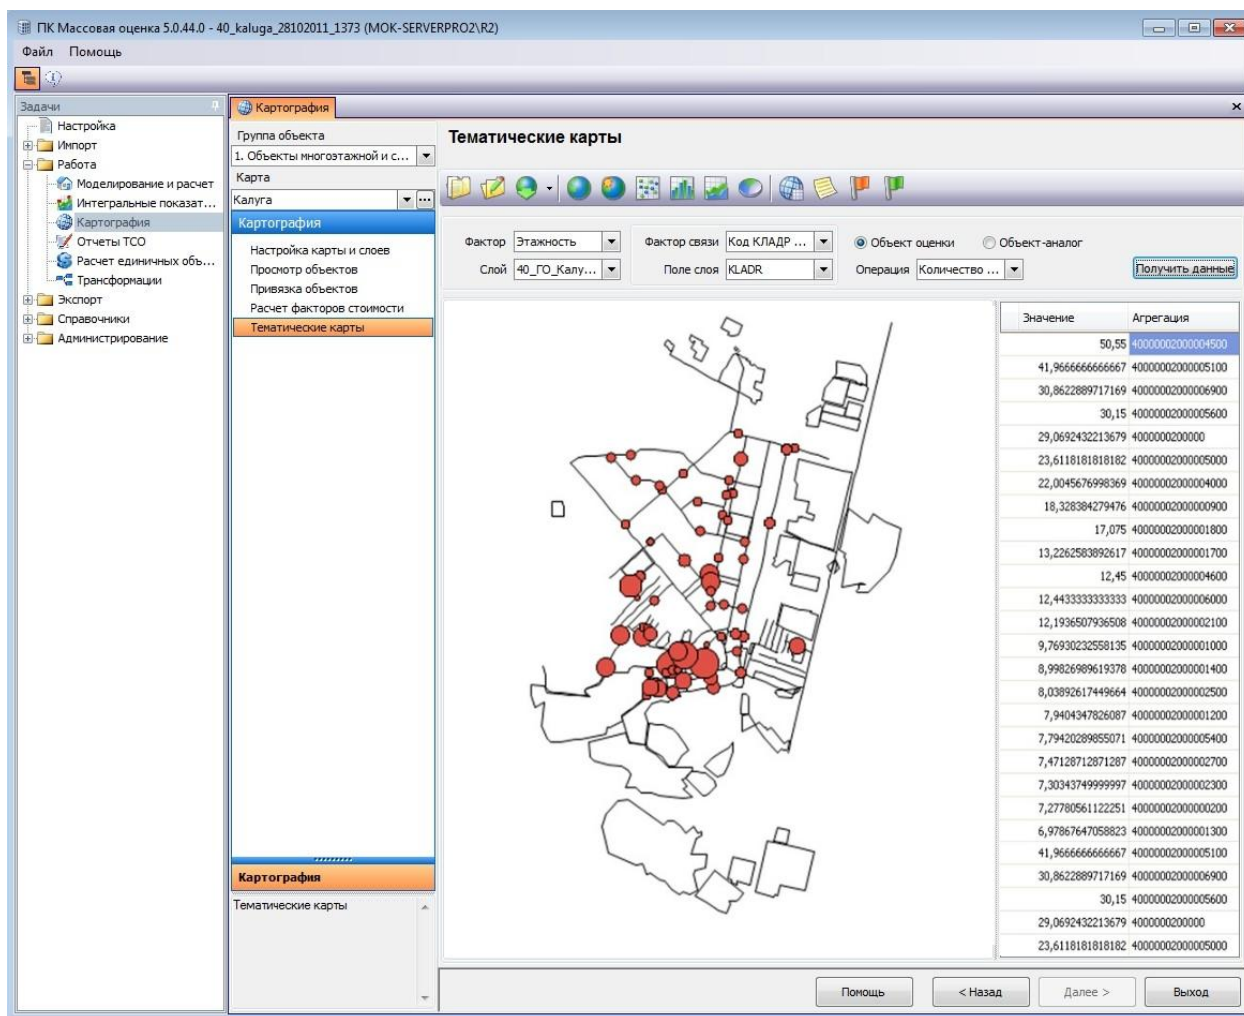 ПК Массовая оценка 5.0.44.0 - 40_kaluga_28102011_1373 (MOK-SERVERPRO2\R2)
Файл Помощь
Задачи
Настройка
Импорт
Работа
Моделирование и расчет
Интегральные показат...
Картография
Отчеты ТСО
Расчет единичных объ...
Трансформации
Экспорт
Справочники
Администрирование
Картография
Группа объекта
1. Объекты многоэтажной и с...
Карта
Калуга
Картография
Настройка карты и слоев
Просмотр объектов
Привязка объектов
Расчет факторов стоимости
Тематические карты
Картография
Тематические карты
Тематические карты
Фактор Этажность Фактор связи Код КЛАДР ... Объект оценки Объект-аналог
Слой 40_ГО_Калу... Поле слоя KLADR Операция Количество ... Получить данные
Значение Агрегация
50,55 40000002000004500
41,9666666666667 40000002000005100
30,8622889717169 40000002000006900
30,15 40000002000005600
29,0692432213679 4000000200000
23,6118181818182 40000002000005000
22,0045676998369 40000002000004000
18,328384279476 40000002000000900
17,075 40000002000001800
13,2262583892617 40000002000001700
12,45 40000002000004600
12,4433333333333 40000002000006000
12,1936507936508 40000002000002100
9,76930232558135 40000002000001000
8,99826989619378 40000002000001400
8,03892617449664 40000002000002500
7,9404347826087 40000002000001200
7,79420289855071 40000002000005400
7,47128712871287 40000002000002700
7,30343749999997 40000002000002300
7,27780561122251 40000002000000200
6,97867647058823 40000002000001300
41,9666666666667 40000002000005100
30,8622889717169 40000002000006900
30,15 40000002000005600
29,0692432213679 4000000200000
23,6118181818182 40000002000005000
Помощь < Назад Далее > Выход